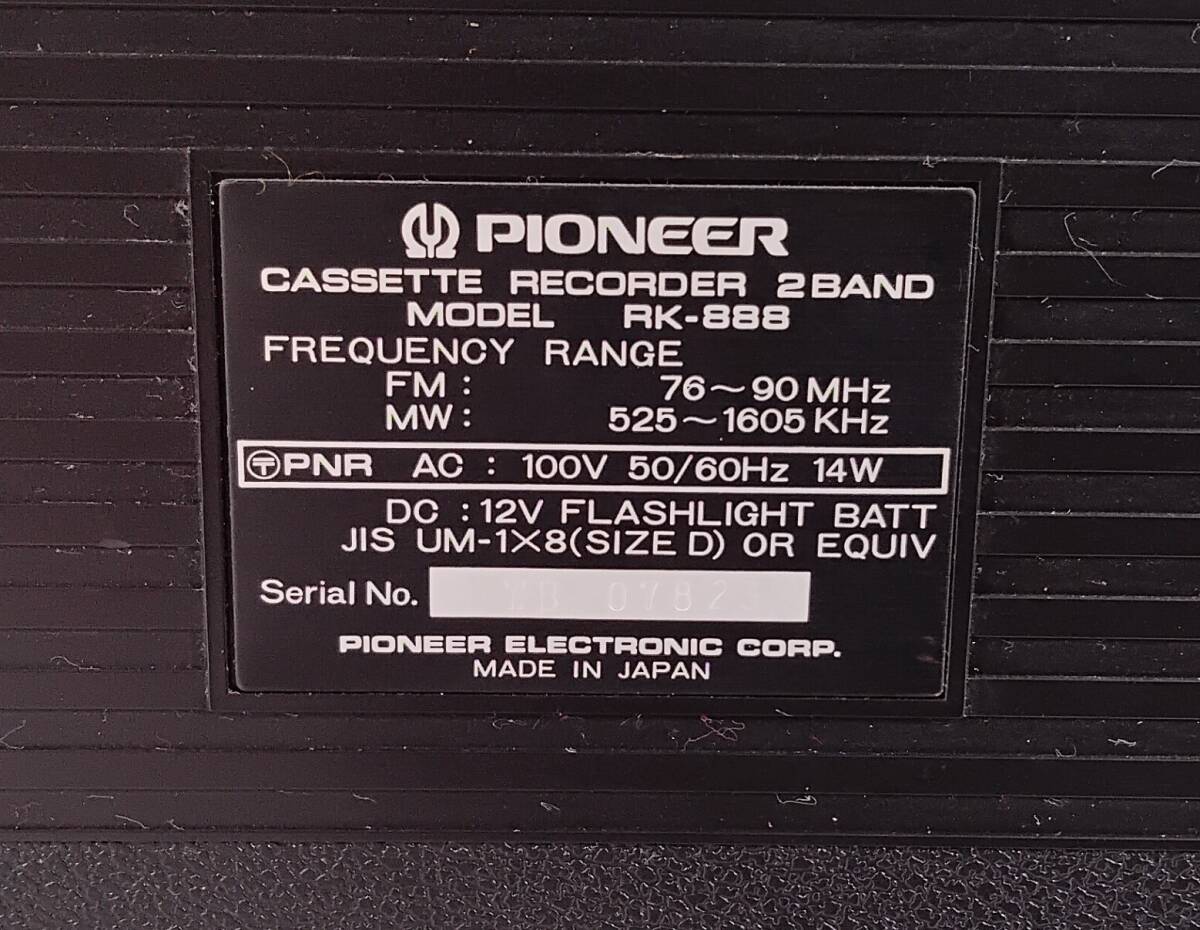 PIONEER
CASSETTE RECORDER 2 BAND
MODEL RK-888
FREQUENCY RANGE
FM : 76~90 MHz
MW : 525~1605 KHz
〶PNR AC : 100V 50/60Hz 14W
DC : 12V FLASHLIGHT BATT
JIS UM-1×8(SIZE D) OR EQUIV
Serial No.
PIONEER ELECTRONIC CORP.
MADE IN JAPAN